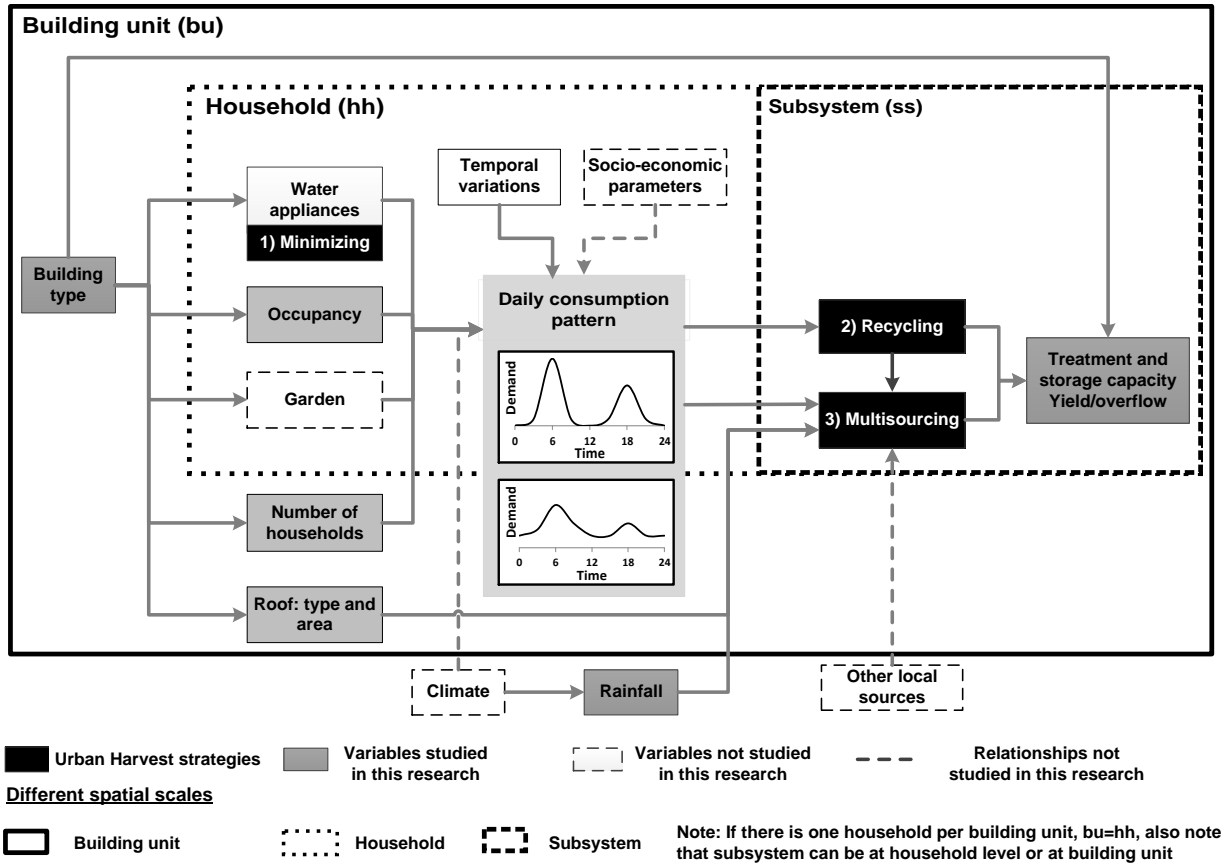 Building unit (bu)
Household (hh)
Subsystem (ss)
Temporal
variations
Socio-economic
parameters
Water
appliances
1) Minimizing
Building
type
Occupancy
Garden
Number of
households
Roof: type and
area
Daily consumption
pattern
Demand
0 6 12 18 24
Time
Demand
0 6 12 18 24
Time
2) Recycling
3) Multisourcing
Treatment and
storage capacity
Yield/overflow
Climate
Rainfall
Other local
sources
Urban Harvest strategies
Variables studied
in this research
Variables not studied
in this research
Relationships not
studied in this research
Different spatial scales
Building unit
Household
Subsystem
Note: If there is one household per building unit, bu=hh, also note
that subsystem can be at household level or at building unit